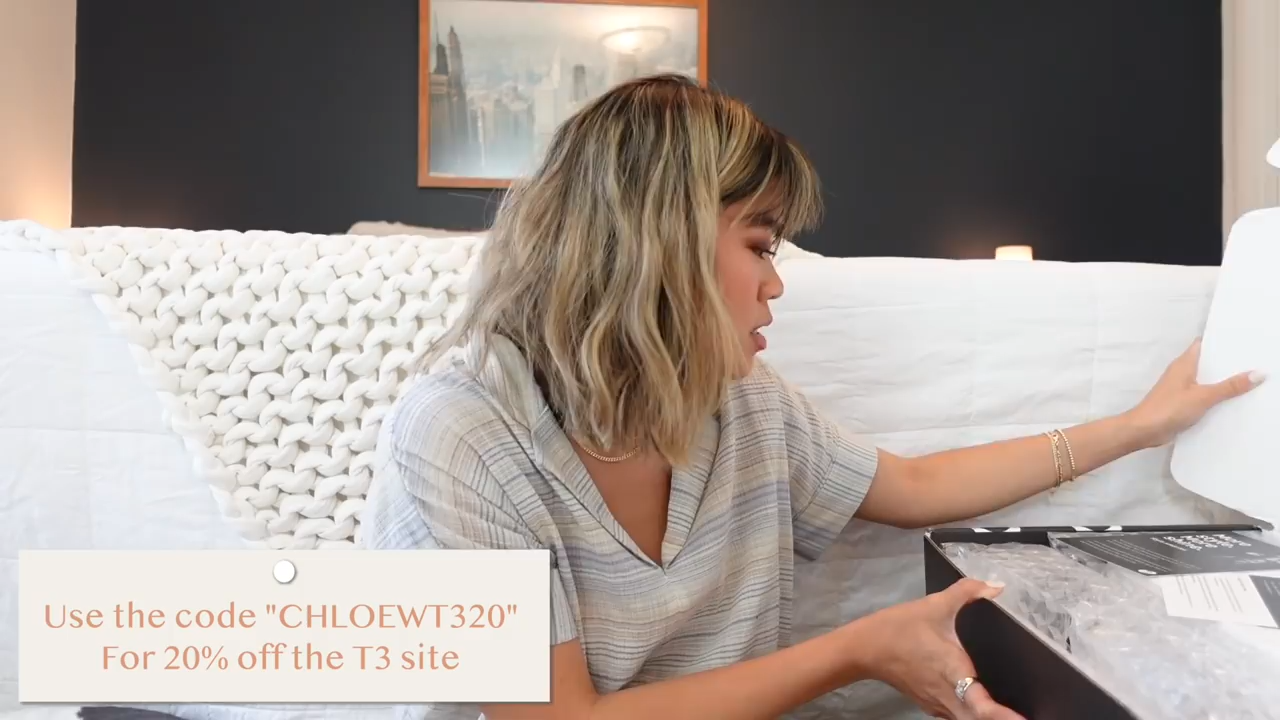 Use the code "CHLOEWT320"
For 20% off the T3 site